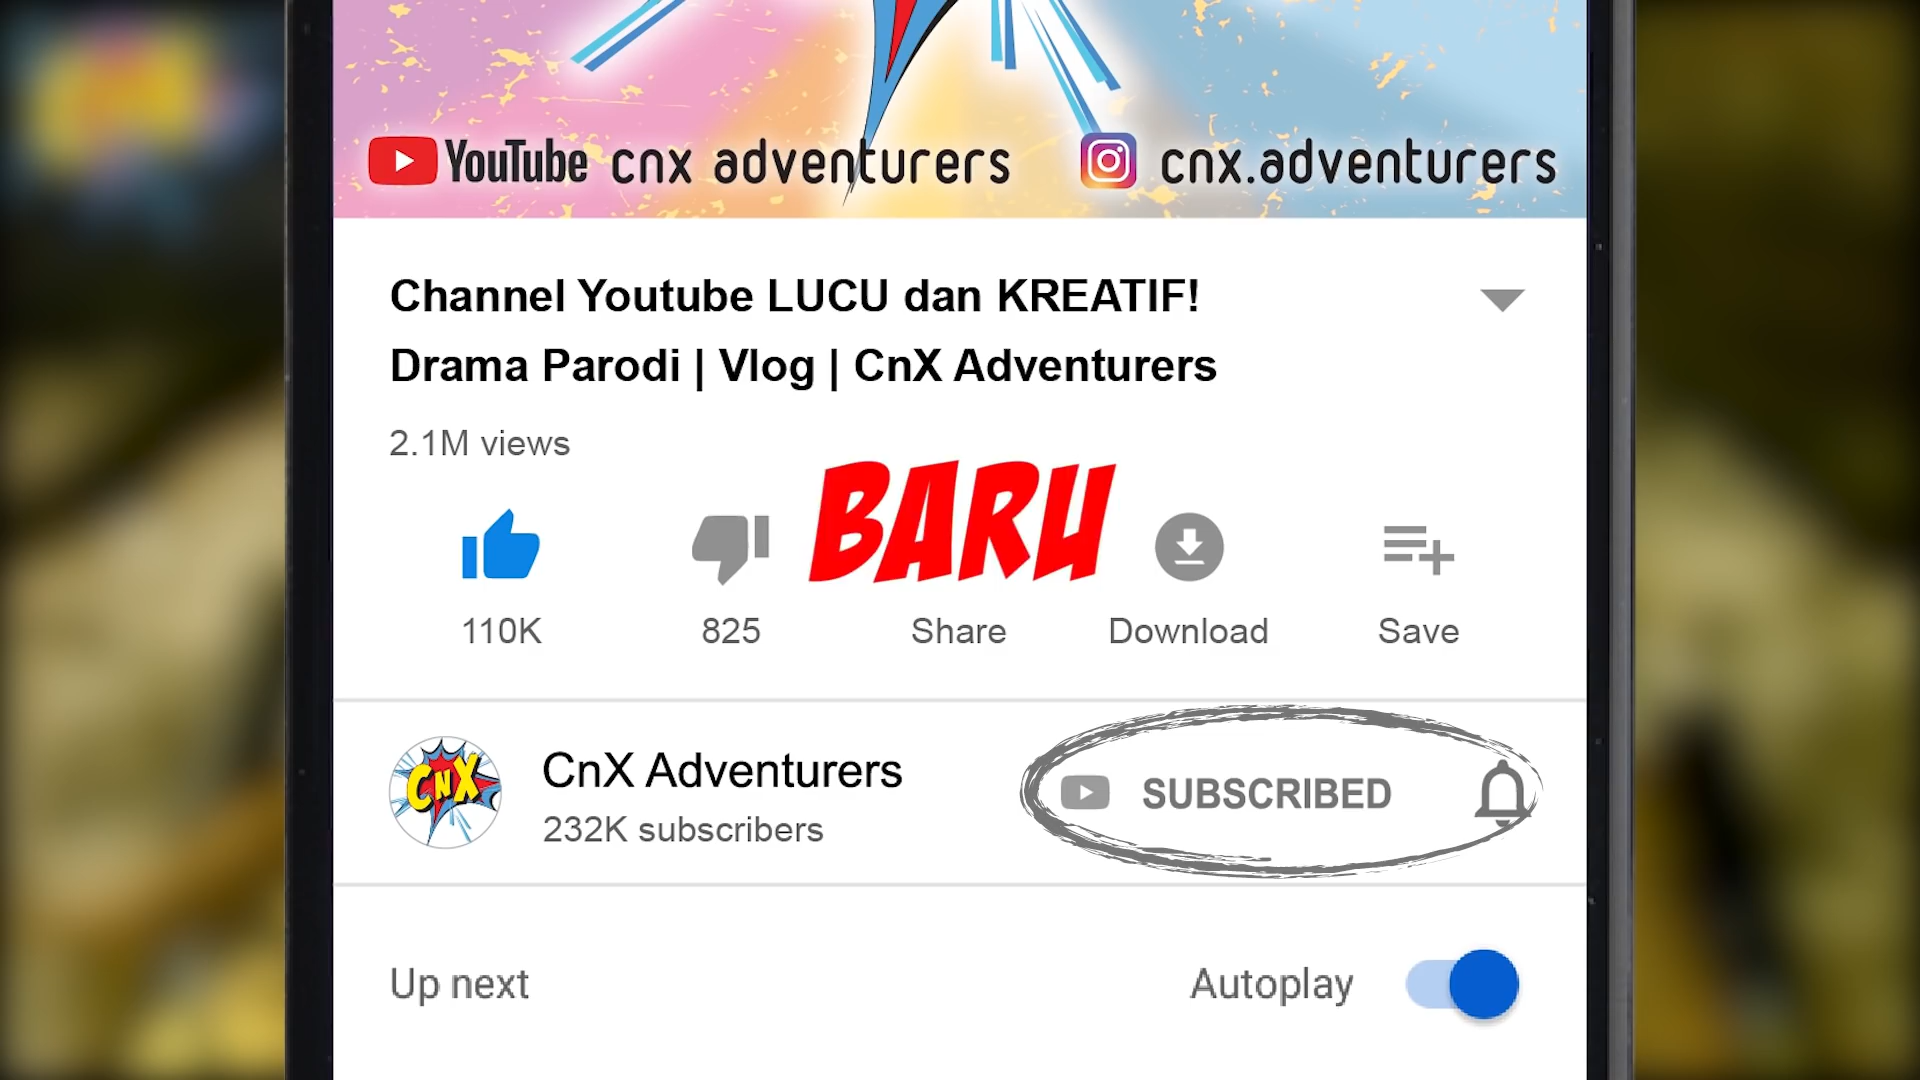 YouTube cnx adventurers cnx.adventurers
Channel Youtube LUCU dan KREATIF!
Drama Parodi | Vlog | CnX Adventurers
2.1M views
BARU
110K 825 Share Download Save
CnX
CnX Adventurers
232K subscribers
SUBSCRIBED
Up next Autoplay